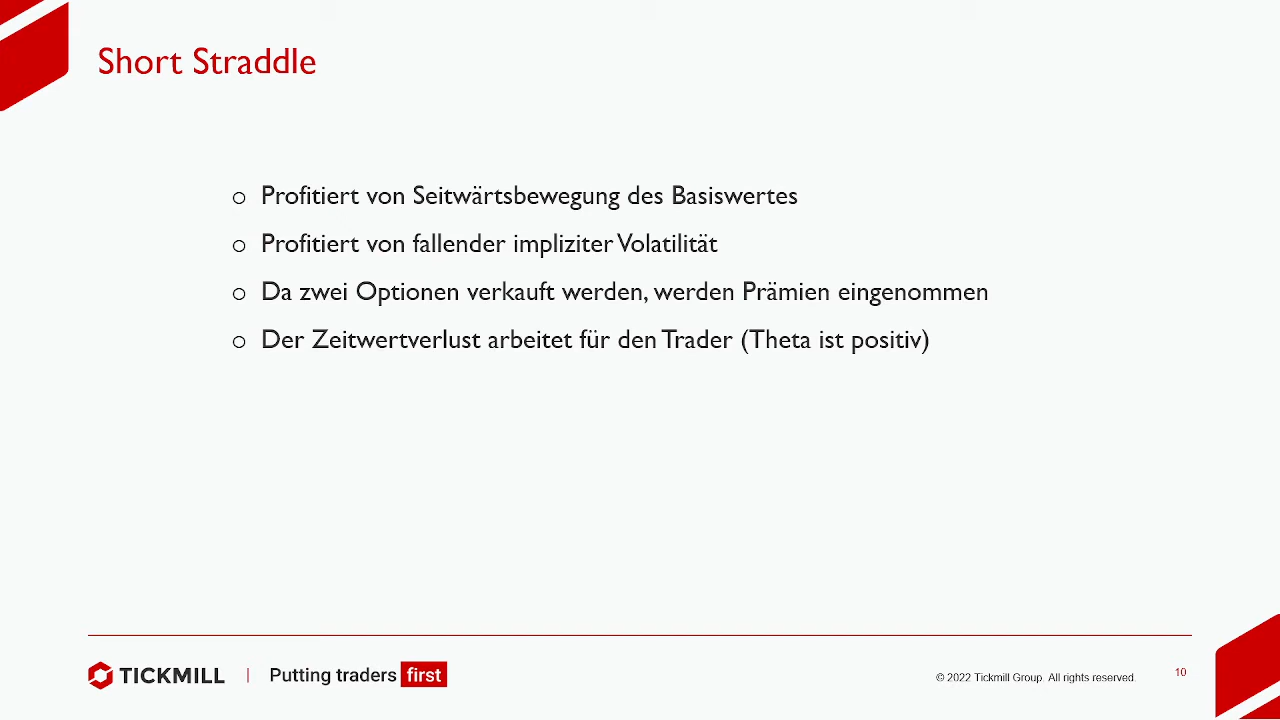 Short Straddle
o Profitiert von Seitwärtsbewegung des Basiswertes
o Profitiert von fallender impliziter Volatilität
o Da zwei Optionen verkauft werden, werden Prämien eingenommen
o Der Zeitwertverlust arbeitet für den Trader (Theta ist positiv)
TICKMILL | Putting traders first
© 2022 Tickmill Group. All rights reserved.
10